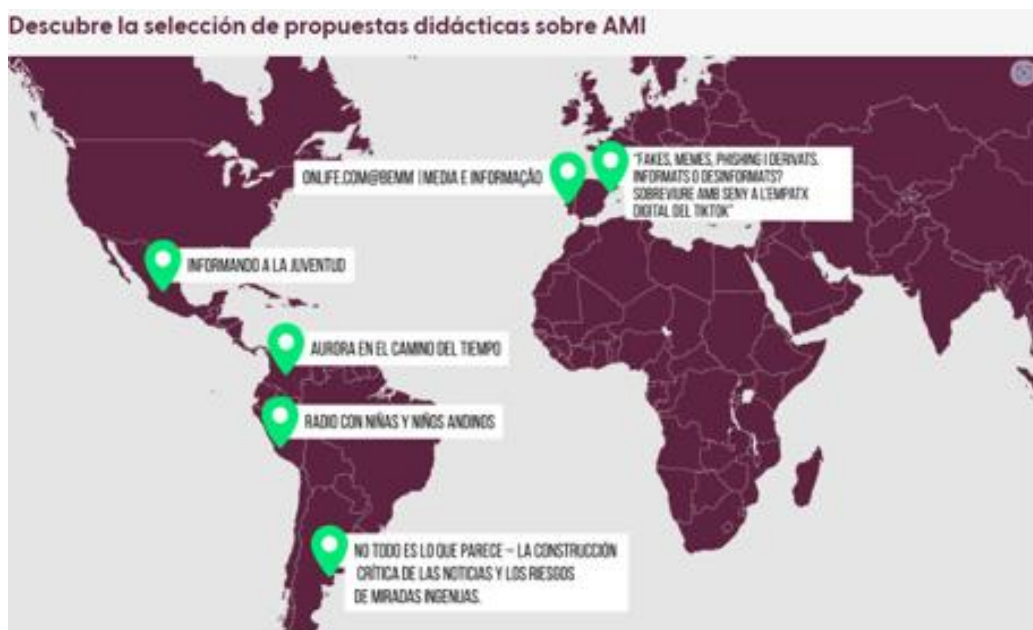 Descubre la selección de propuestas didácticas sobre AMI
ONLIFE.COM@BEMM | MEDIA E INFORMAÇÃO
"FAKES, MEMES, PHISHING I DERIVATS.
INFORMATS O DESINFORMATS?
SOBREVIURE AMB SENY A L'EMPATX
DIGITAL DEL TIKTOK"
INFORMANDO A LA JUVENTUD
AURORA EN EL CAMINO DEL TIEMPO
RADIO CON NIÑAS Y NIÑOS ANDINOS
NO TODO ES LO QUE PARECE – LA CONSTRUCCIÓN
CRÍTICA DE LAS NOTICIAS Y LOS RIESGOS
DE MIRADAS INGENUAS.